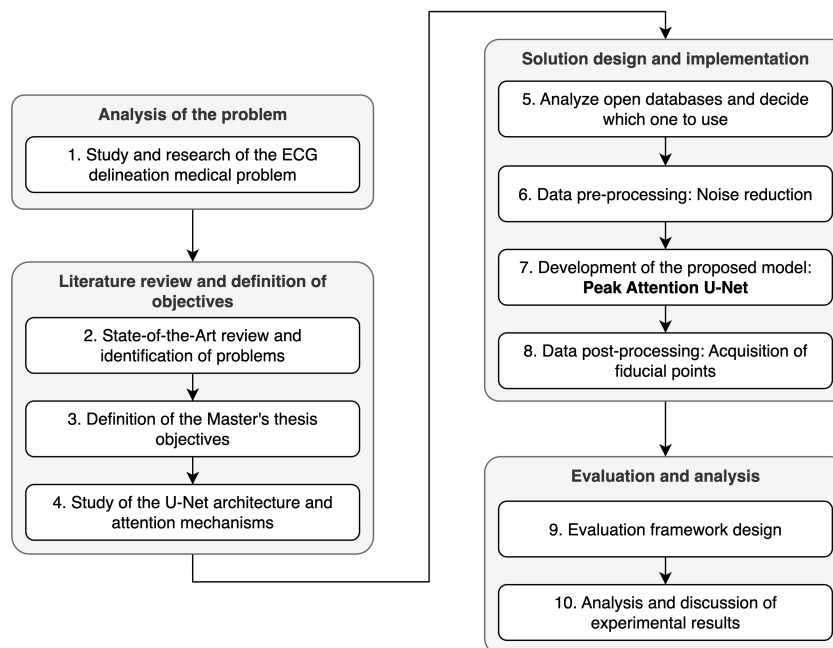 Analysis of the problem
1. Study and research of the ECG
delineation medical problem
Literature review and definition of
objectives
2. State-of-the-Art review and
identification of problems
3. Definition of the Master's thesis
objectives
4. Study of the U-Net architecture and
attention mechanisms
Solution design and implementation
5. Analyze open databases and decide
which one to use
6. Data pre-processing: Noise reduction
7. Development of the proposed model:
Peak Attention U-Net
8. Data post-processing: Acquisition of
fiducial points
Evaluation and analysis
9. Evaluation framework design
10. Analysis and discussion of
experimental results